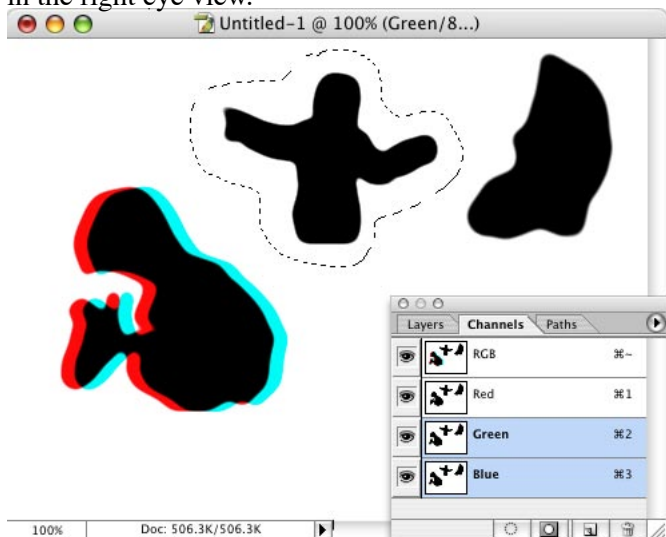 in the right eye view.
Untitled-1 @ 100% (Green/8...)
Layers Channels Paths
RGB ⌘~
Red ⌘1
Green ⌘2
Blue ⌘3
100% Doc: 506.3K/506.3K